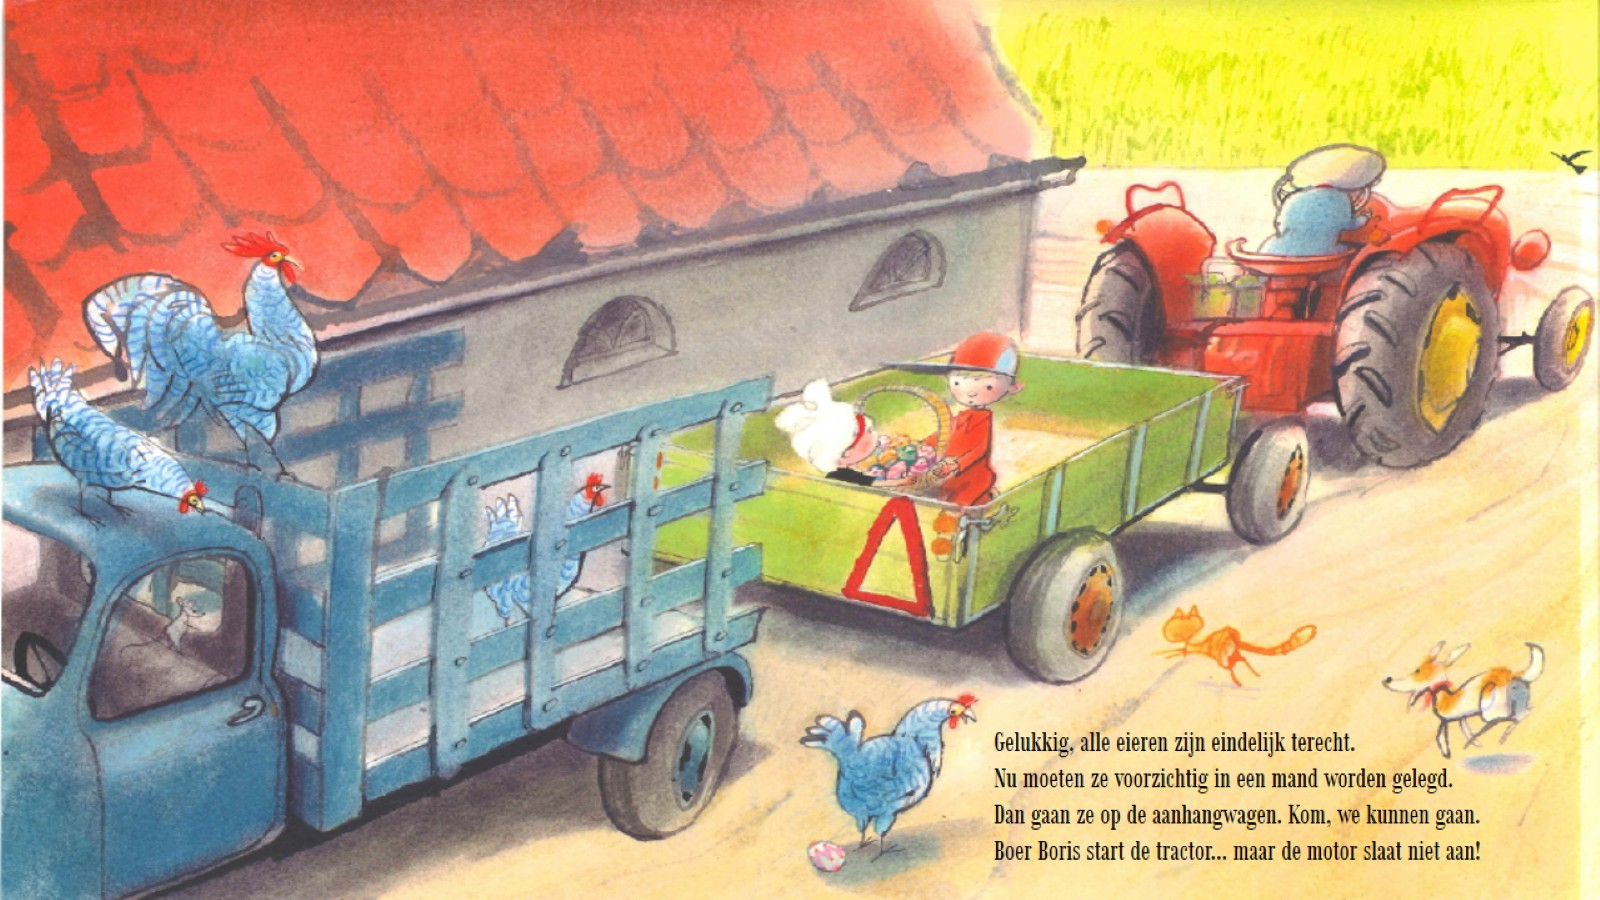 Gelukkig, alle eieren zijn eindelijk terecht.
Nu moeten ze voorzichtig in een mand worden gelegd.
Dan gaan ze op de aanhangwagen. Kom, we kunnen gaan.
Boer Boris start de tractor... maar de motor slaat niet aan!